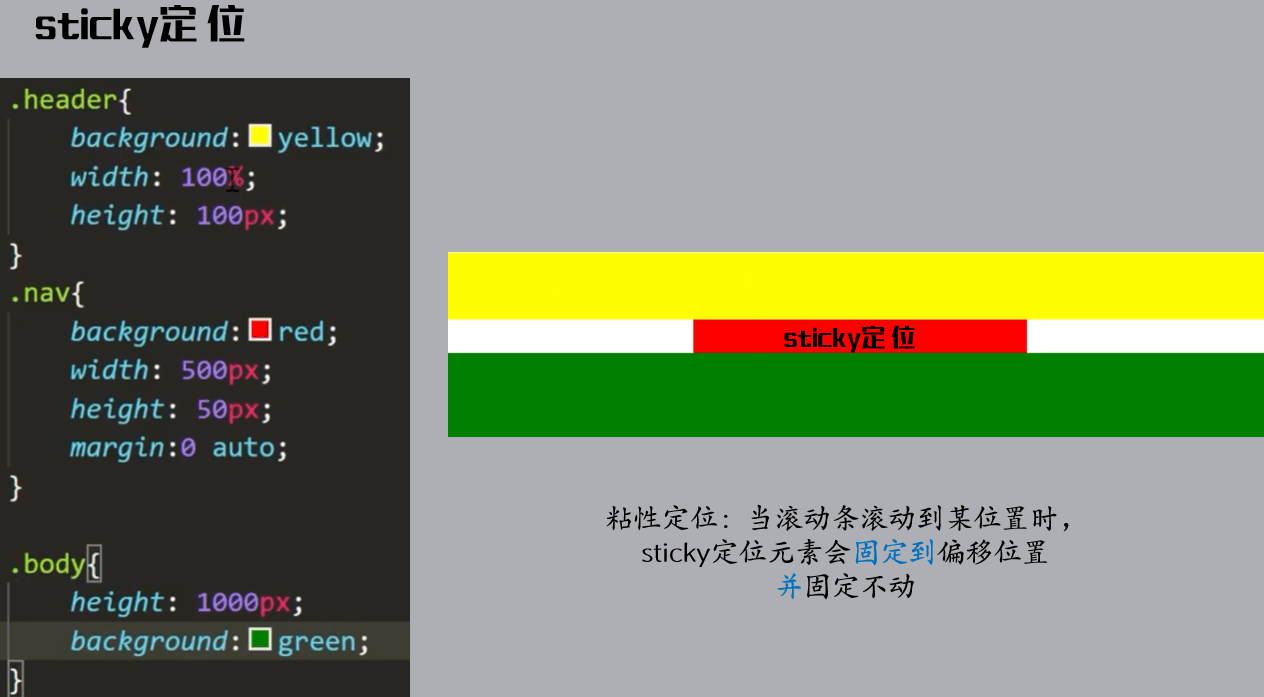 sticky定位
.header{
background:yellow;
width: 100%;
height: 100px;
}
.nav{
background:red;
width: 500px;
height: 50px;
margin:0 auto;
}
.body{
height: 1000px;
background:green;
}
sticky定位
粘性定位：当滚动条滚动到某位置时，
sticky定位元素会固定到偏移位置
并固定不动